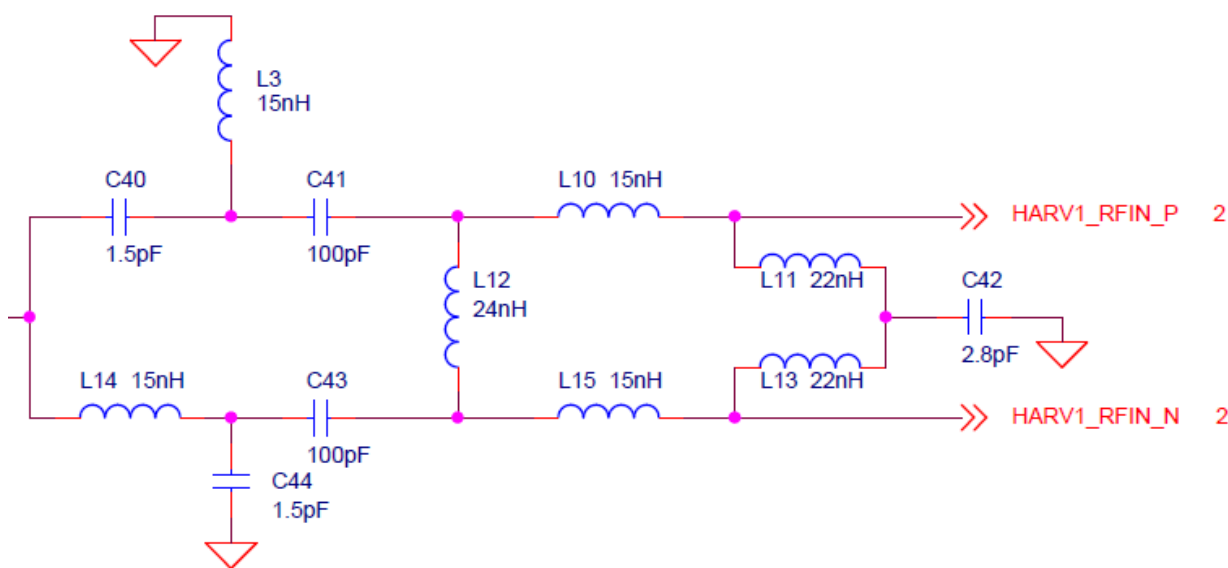 L3
15nH
C40
1.5pF
C41
100pF
L10 15nH
HARV1_RFIN_P 2
L12
24nH
L11 22nH
C42
2.8pF
L14 15nH
C43
100pF
L15 15nH
L13 22nH
HARV1_RFIN_N 2
C44
1.5pF